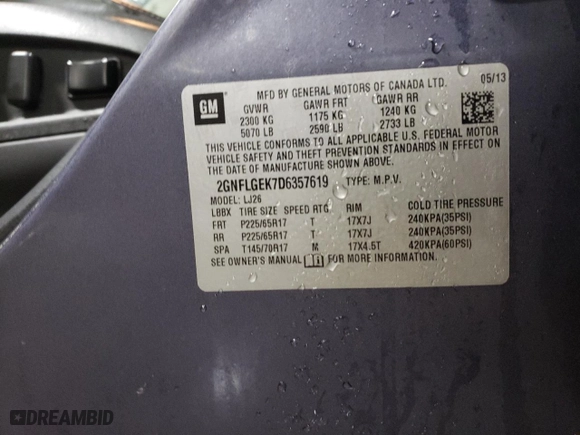 MFD BY GENERAL MOTORS OF CANADA LTD. 05/13
GM
GVWR GAWR FRT GAWR RR
2300 KG 1175 KG 1240 KG
5070 LB 2590 LB 2733 LB
THIS VEHICLE CONFORMS TO ALL APPLICABLE U.S. FEDERAL MOTOR
VEHICLE SAFETY AND THEFT PREVENTION STANDARDS IN EFFECT ON
THE DATE OF MANUFACTURE SHOWN ABOVE.
2GNFLGEK7D6357619 TYPE: M.P.V.
MODEL: LJ26
LBBX TIRE SIZE SPEED RTG RIM COLD TIRE PRESSURE
FRT P225/65R17 T 17X7J 240KPA(35PSI)
RR P225/65R17 T 17X7J 240KPA(35PSI)
SPA T145/70R17 M 17X4.5T 420KPA(60PSI)
SEE OWNER'S MANUAL FOR MORE INFORMATION.
DREAMBID